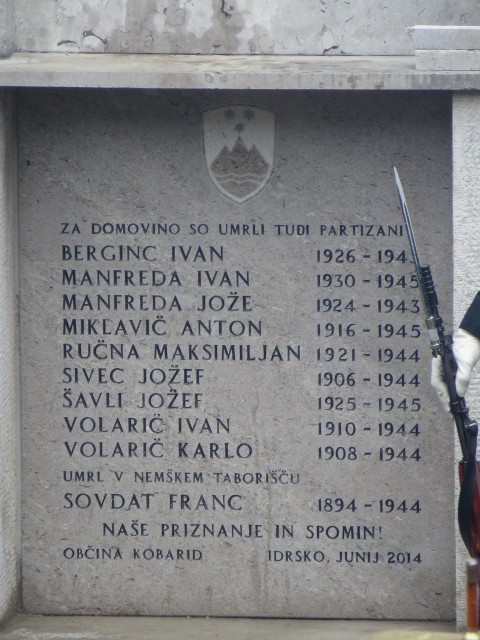 ZA DOMOVINO SO UMRLI TUDI PARTIZANI
BERGINC IVAN 1926 - 194
MANFREDA IVAN 1930 - 1945
MANFREDA JOŽE 1924 - 1943
MIKLAVIČ ANTON 1916 - 1945
RUČNA MAKSIMILJAN 1921 - 1944
SIVEC JOŽEF 1906 - 1944
ŠAVLI JOŽEF 1925 - 1945
VOLARIČ IVAN 1910 - 1944
VOLARIČ KARLO 1908 - 1944
UMRL V NEMŠKEM TABORIŠČU
SOVDAT FRANC 1894 - 1944
NAŠE PRIZNANJE IN SPOMIN!
OBČINA KOBARID IDRSKO, JUNIJ 2014